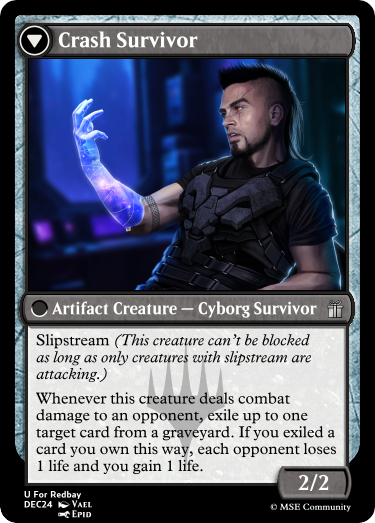 Crash Survivor
Artifact Creature — Cyborg Survivor
Slipstream (This creature can't be blocked
as long as only creatures with slipstream are
attacking.)
Whenever this creature deals combat
damage to an opponent, exile up to one
target card from a graveyard. If you exiled a
card you own this way, each opponent loses
1 life and you gain 1 life.
2/2
U For Redbay
DEC24 Vael
Epid
© MSE Community